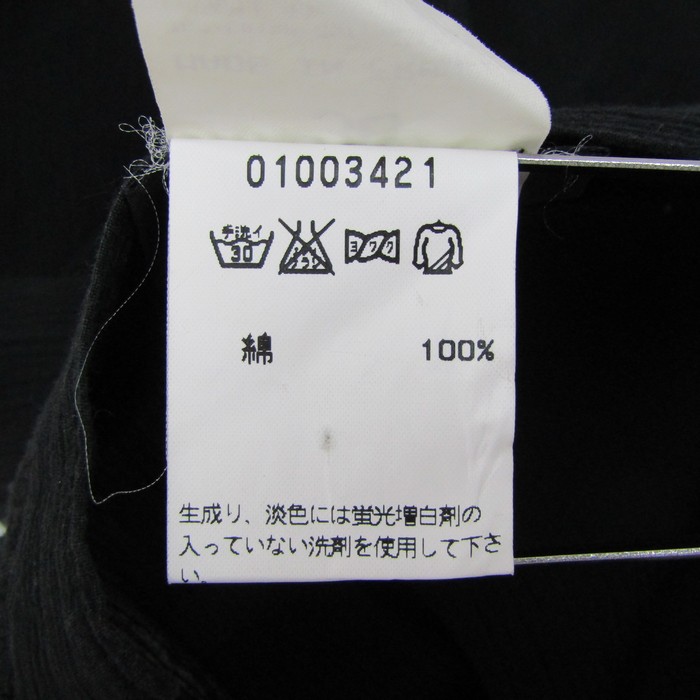 01003421
手洗イ
30
エンソ
サラシ
ヨワク
綿 100%
生成り、淡色には蛍光増白剤の
入っていない洗剤を使用して下さ
い。